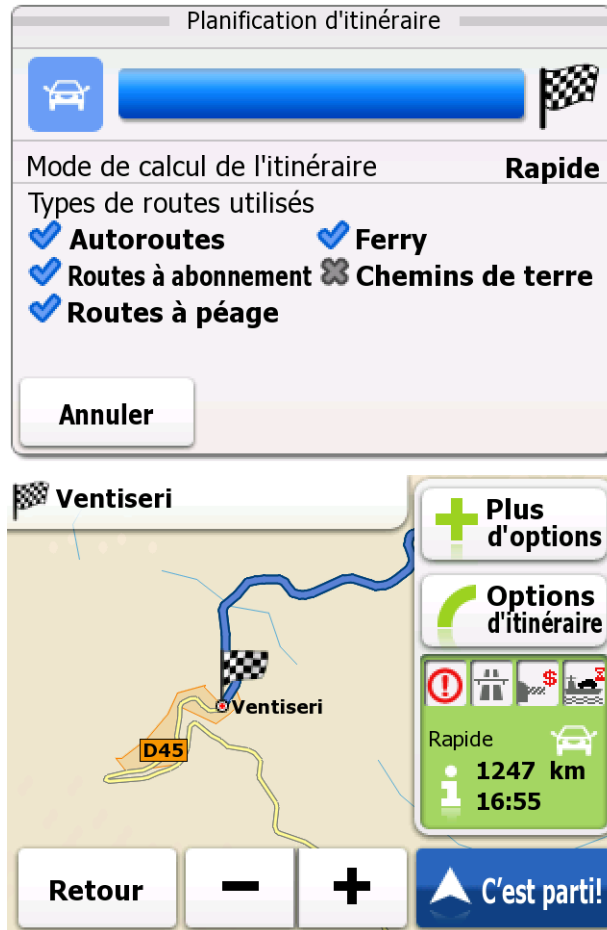 Planification d'itinéraire
Mode de calcul de l'itinéraire Rapide
Types de routes utilisés
Autoroutes Ferry
Routes à abonnement Chemins de terre
Routes à péage
Annuler
Ventiseri
Plus
d'options
Options
d'itinéraire
Ventiseri
D45
Rapide
1247 km
16:55
Retour
C'est parti!